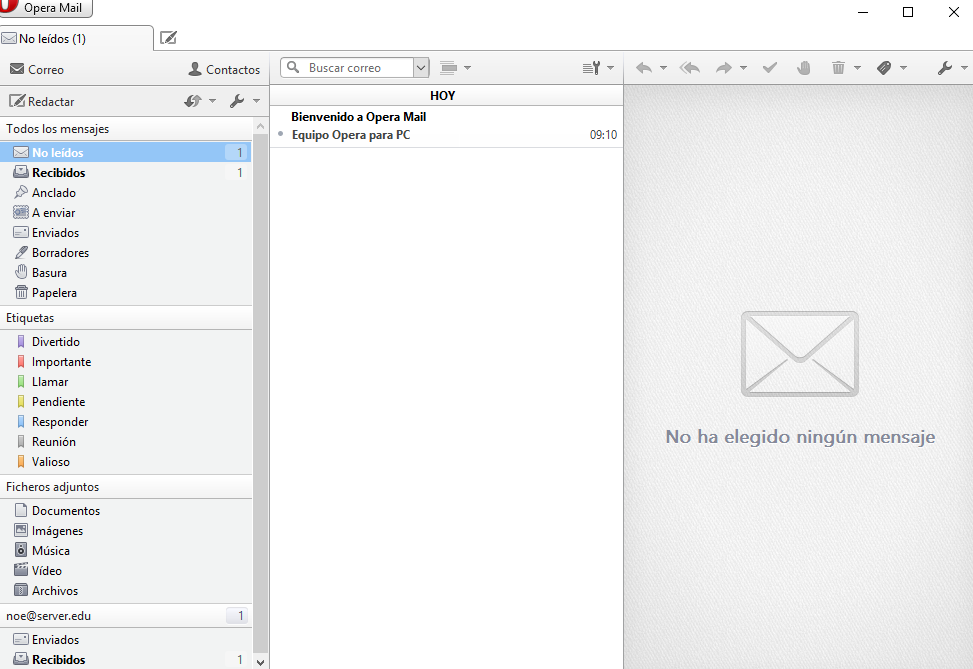 Opera Mail
No leídos (1)
Correo
Contactos
Redactar
Todos los mensajes
No leídos 1
Recibidos 1
Anclado
A enviar
Enviados
Borradores
Basura
Papelera
Etiquetas
Divertido
Importante
Llamar
Pendiente
Responder
Reunión
Valioso
Ficheros adjuntos
Documentos
Imágenes
Música
Vídeo
Archivos
noe@server.edu 1
Enviados
Recibidos 1
Buscar correo
HOY
Bienvenido a Opera Mail
Equipo Opera para PC 09:10
No ha elegido ningún mensaje